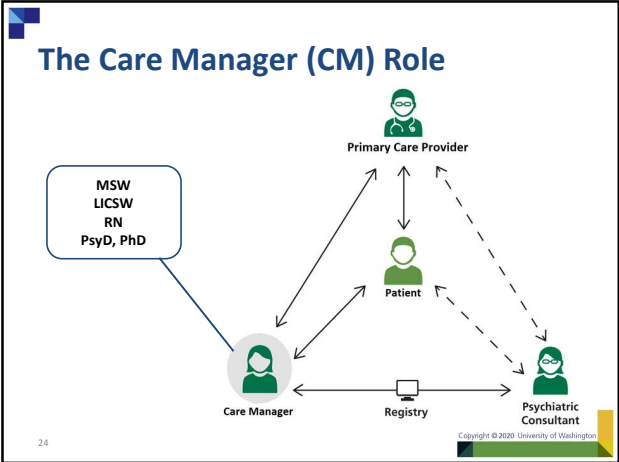 The Care Manager (CM) Role
Primary Care Provider
MSW
LICSW
RN
PsyD, PhD
Patient
Care Manager
Registry
Psychiatric
Consultant
24
Copyright © 2020 University of Washington